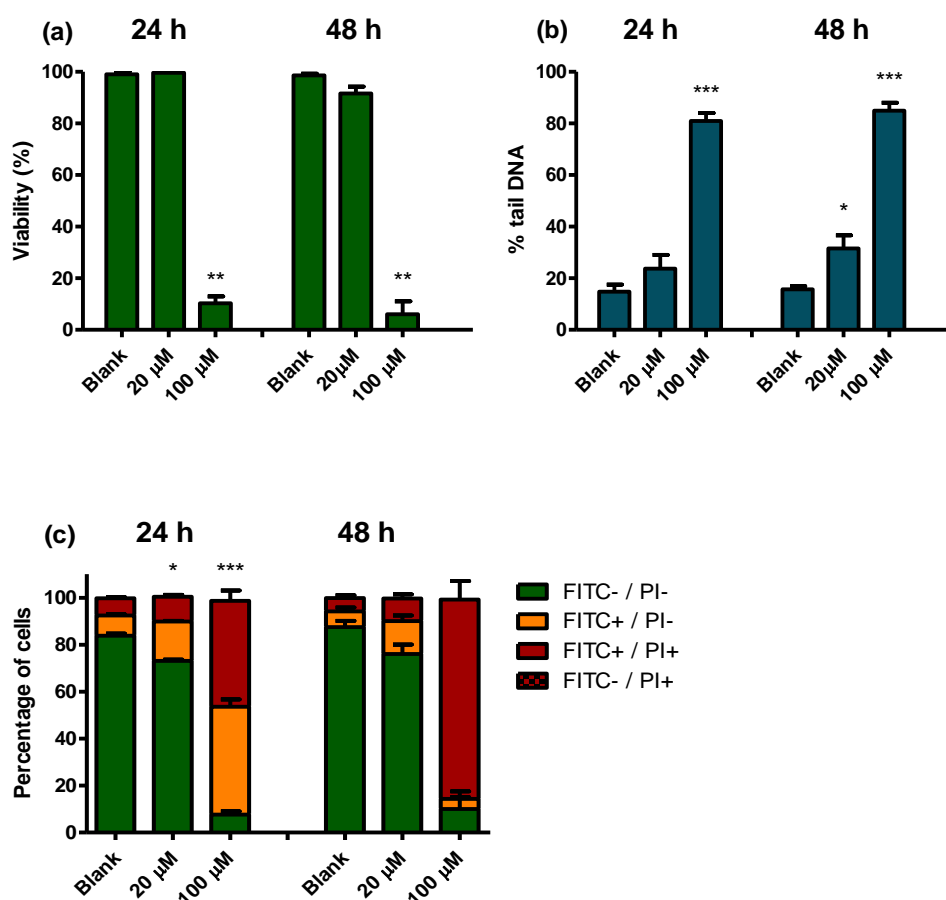 (a) 24 h 48 h
Viability (%)
100
80
60
40
20
0
** **
Blank 20 µM 100 µM Blank 20µM 100 µM
(b) 24 h 48 h
% tail DNA
100
80
60
40
20
0
*** * ***
Blank 20 µM 100 µM Blank 20µM 100 µM
(c) 24 h 48 h
* ***
Percentage of cells
100
80
60
40
20
0
Blank 20 µM 100 µM Blank 20 µM 100 µM
FITC- / PI-
FITC+ / PI-
FITC+ / PI+
FITC- / PI+